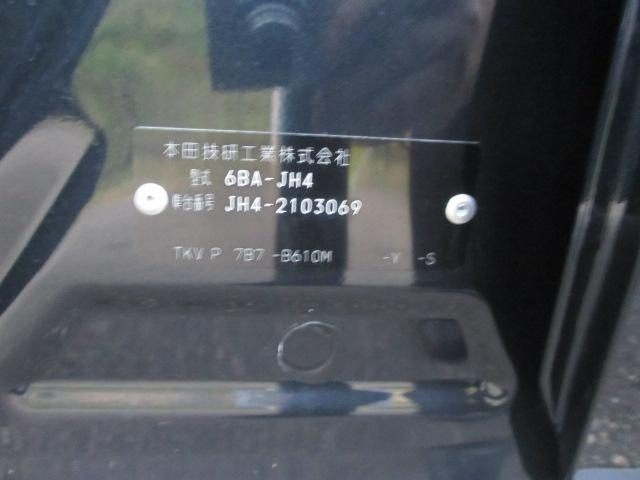 本田技研工業株式会社
型式 6BA-JH4
車台番号 JH4-2103069
TKV P 7B7 -B610M -Y -S